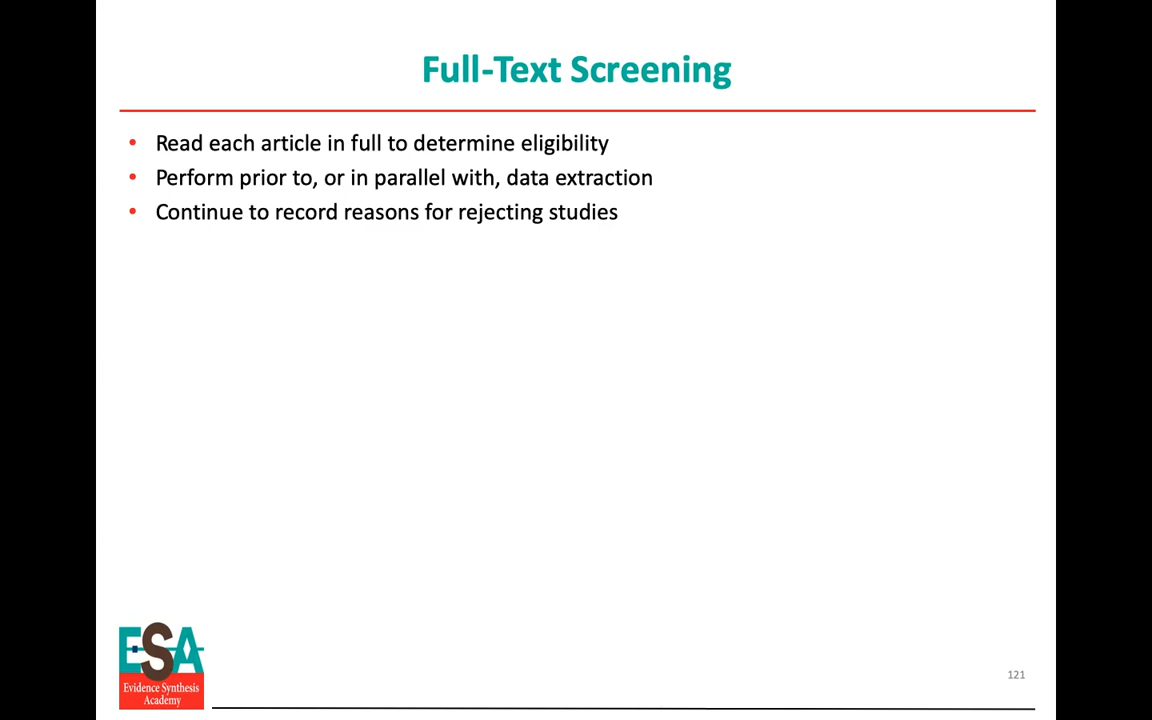 Full-Text Screening
• Read each article in full to determine eligibility
• Perform prior to, or in parallel with, data extraction
• Continue to record reasons for rejecting studies
ESA
Evidence Synthesis
Academy
121